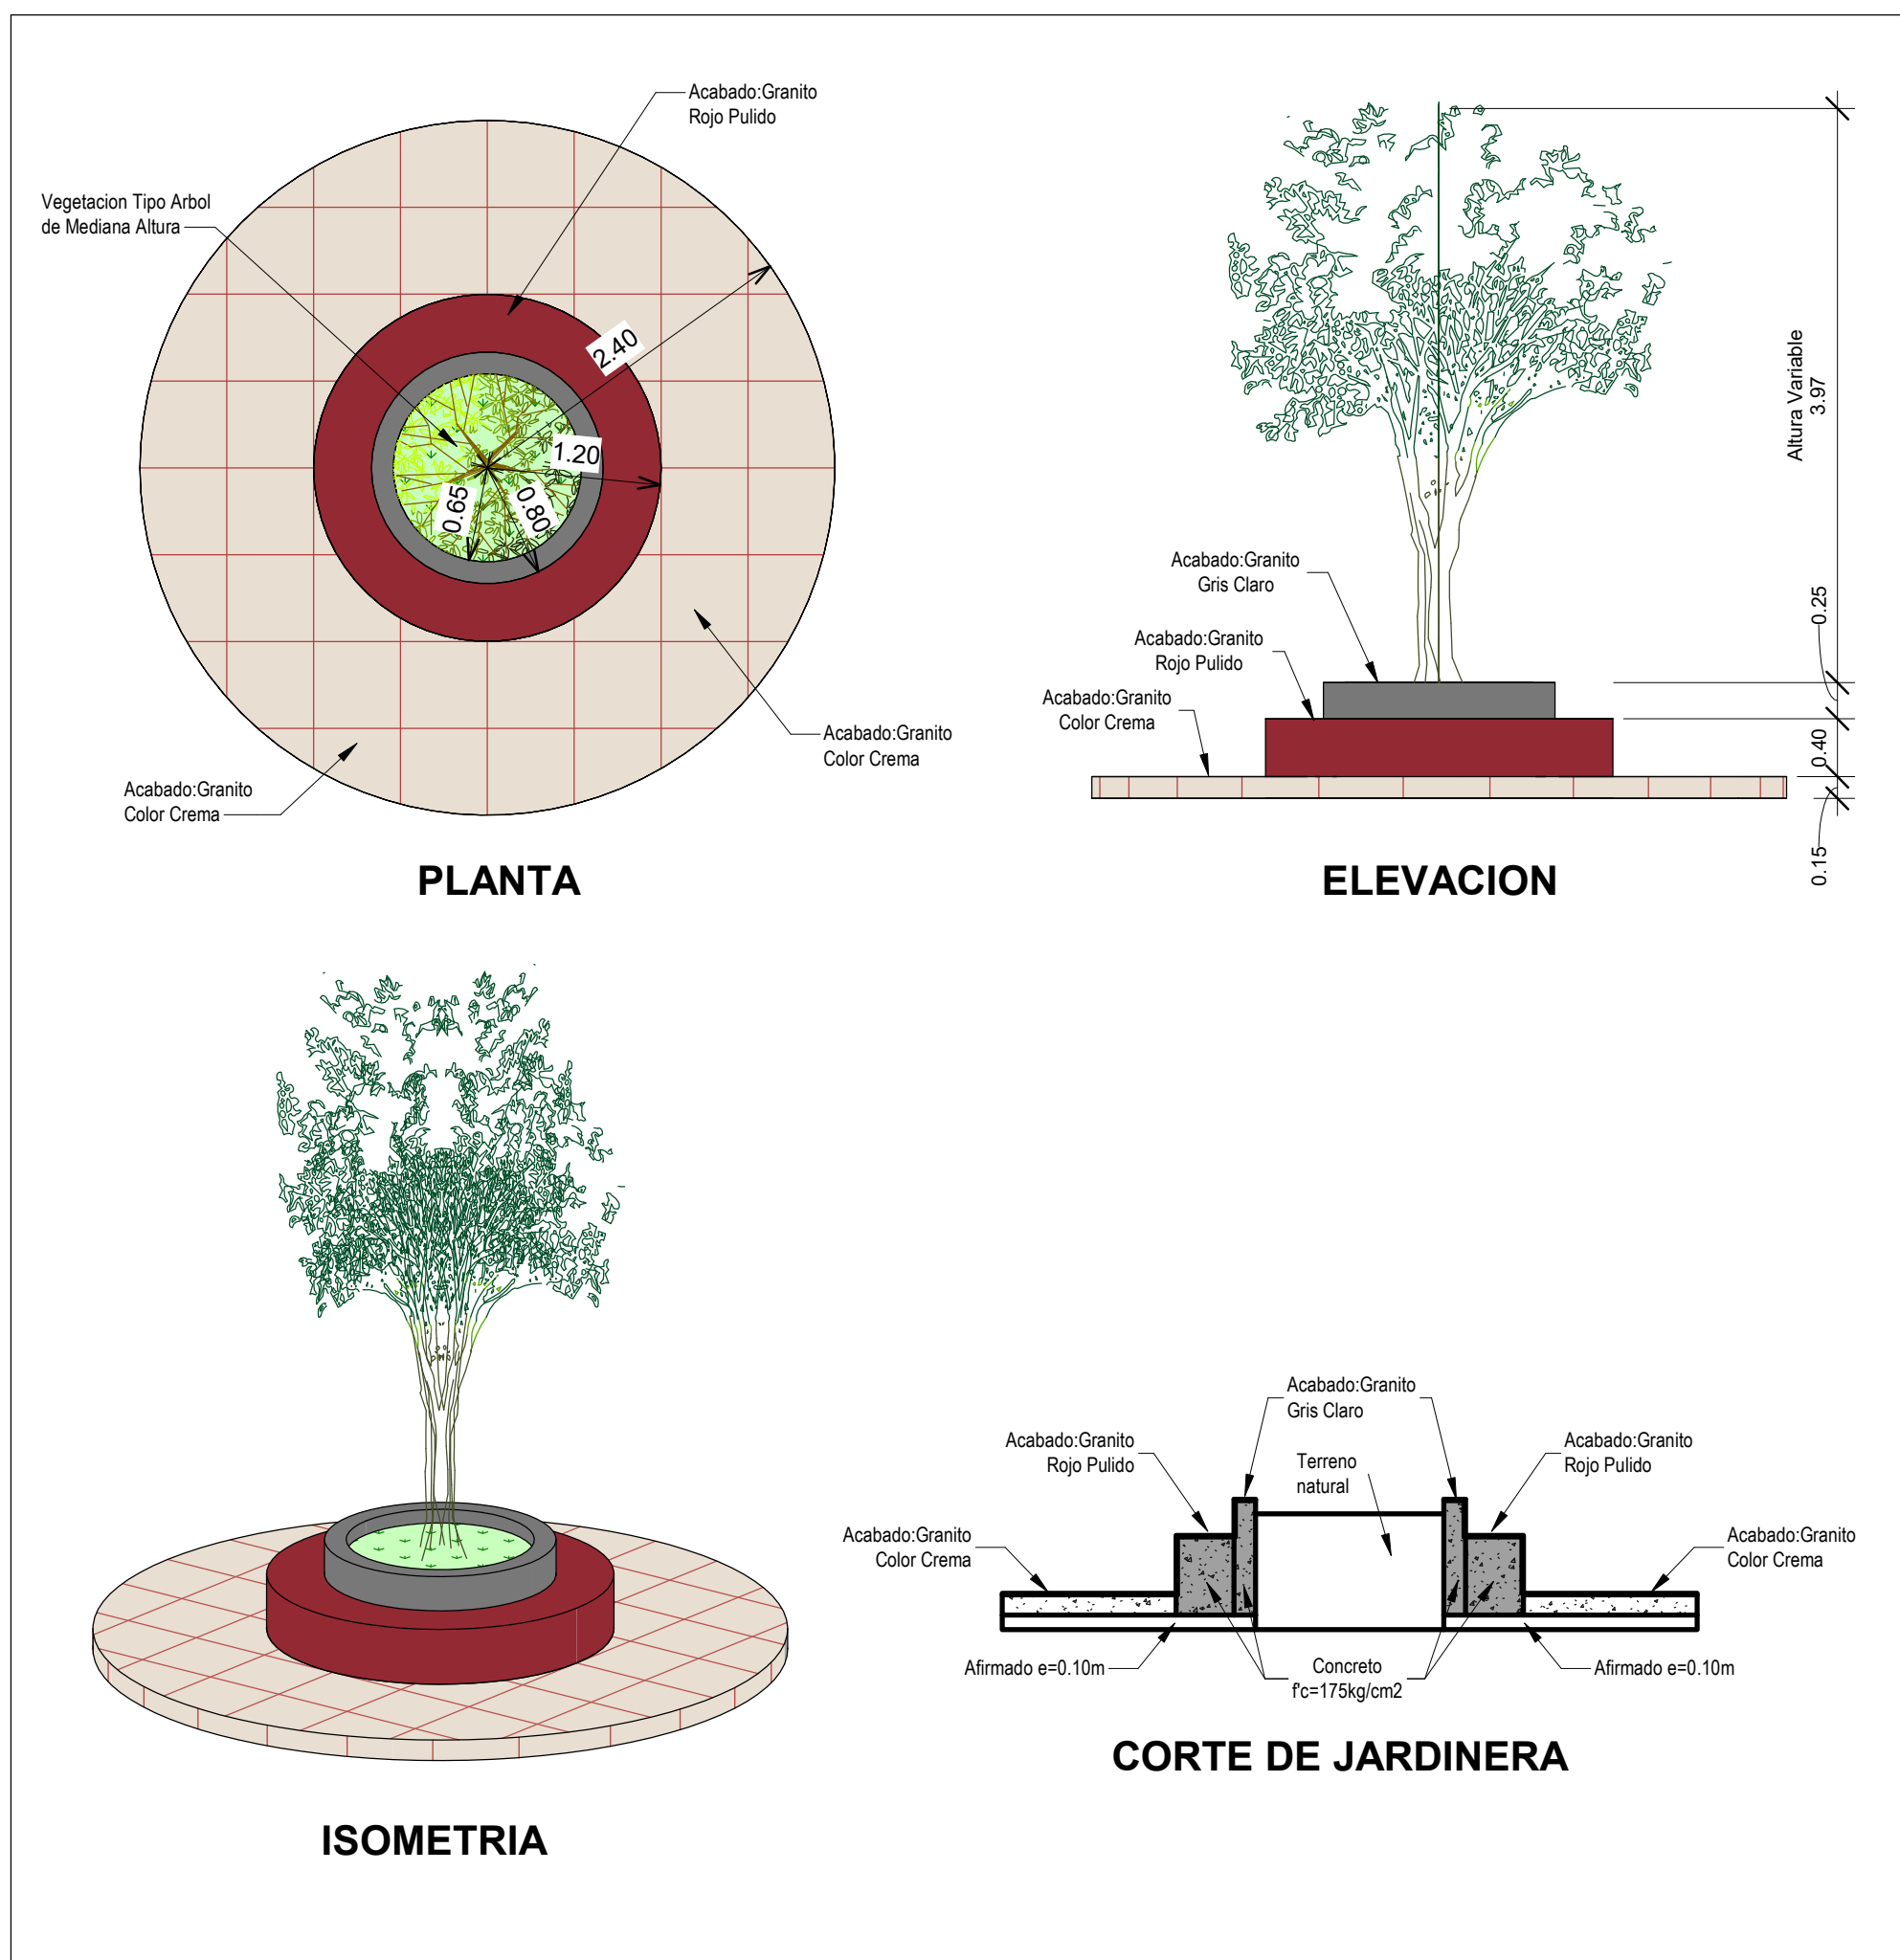 Acabado:Granito
Rojo Pulido
Vegetacion Tipo Arbol
de Mediana Altura
2.40
1.20
0.65
0.80
Acabado:Granito
Color Crema
Acabado:Granito
Color Crema
PLANTA
Altura Variable
3.97
Acabado:Granito
Gris Claro
0.25
Acabado:Granito
Rojo Pulido
Acabado:Granito
Color Crema
0.40
0.15
ELEVACION
ISOMETRIA
Acabado:Granito
Gris Claro
Acabado:Granito
Rojo Pulido
Terreno
natural
Acabado:Granito
Rojo Pulido
Acabado:Granito
Color Crema
Acabado:Granito
Color Crema
Afirmado e=0.10m
Concreto
f'c=175kg/cm2
Afirmado e=0.10m
CORTE DE JARDINERA